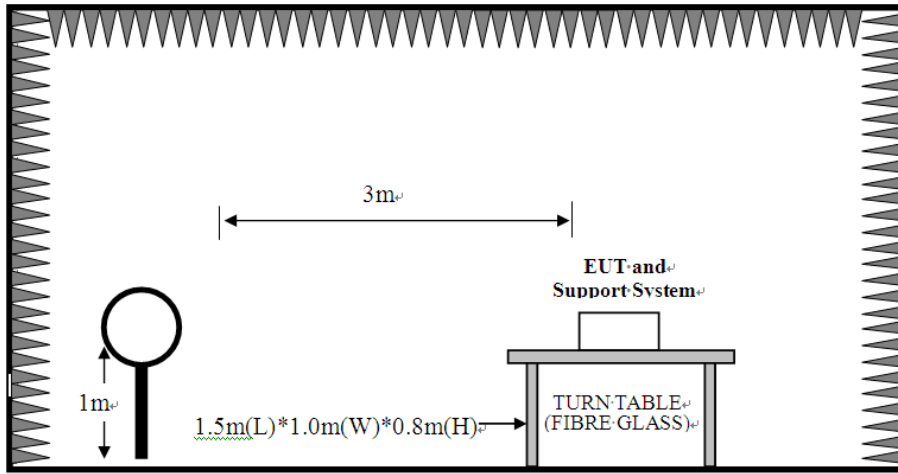 3m
EUT and
Support System
1m
TURN TABLE
(FIBRE GLASS)
1.5m(L)*1.0m(W)*0.8m(H)